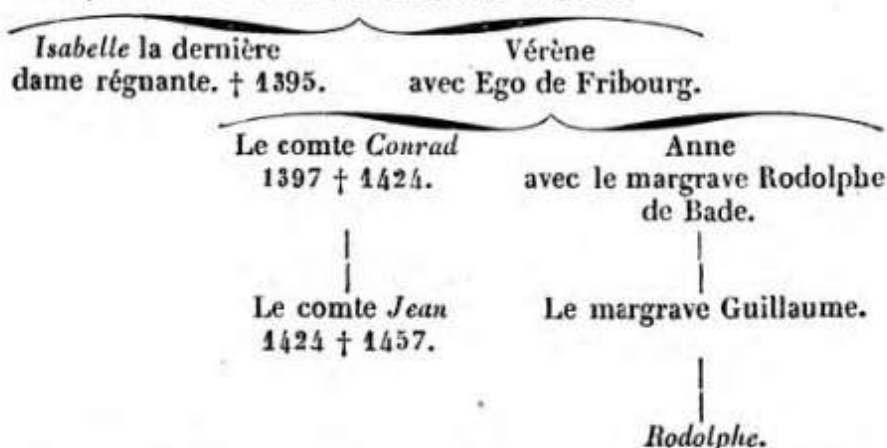 Isabelle la dernière
dame régnante. † 1395.
Vérène
avec Ego de Fribourg.
Le comte Conrad
1397 † 1424.
Anne
avec le margrave Rodolphe
de Bade.
Le comte Jean
1424 † 1457.
Le margrave Guillaume.
Rodolphe.